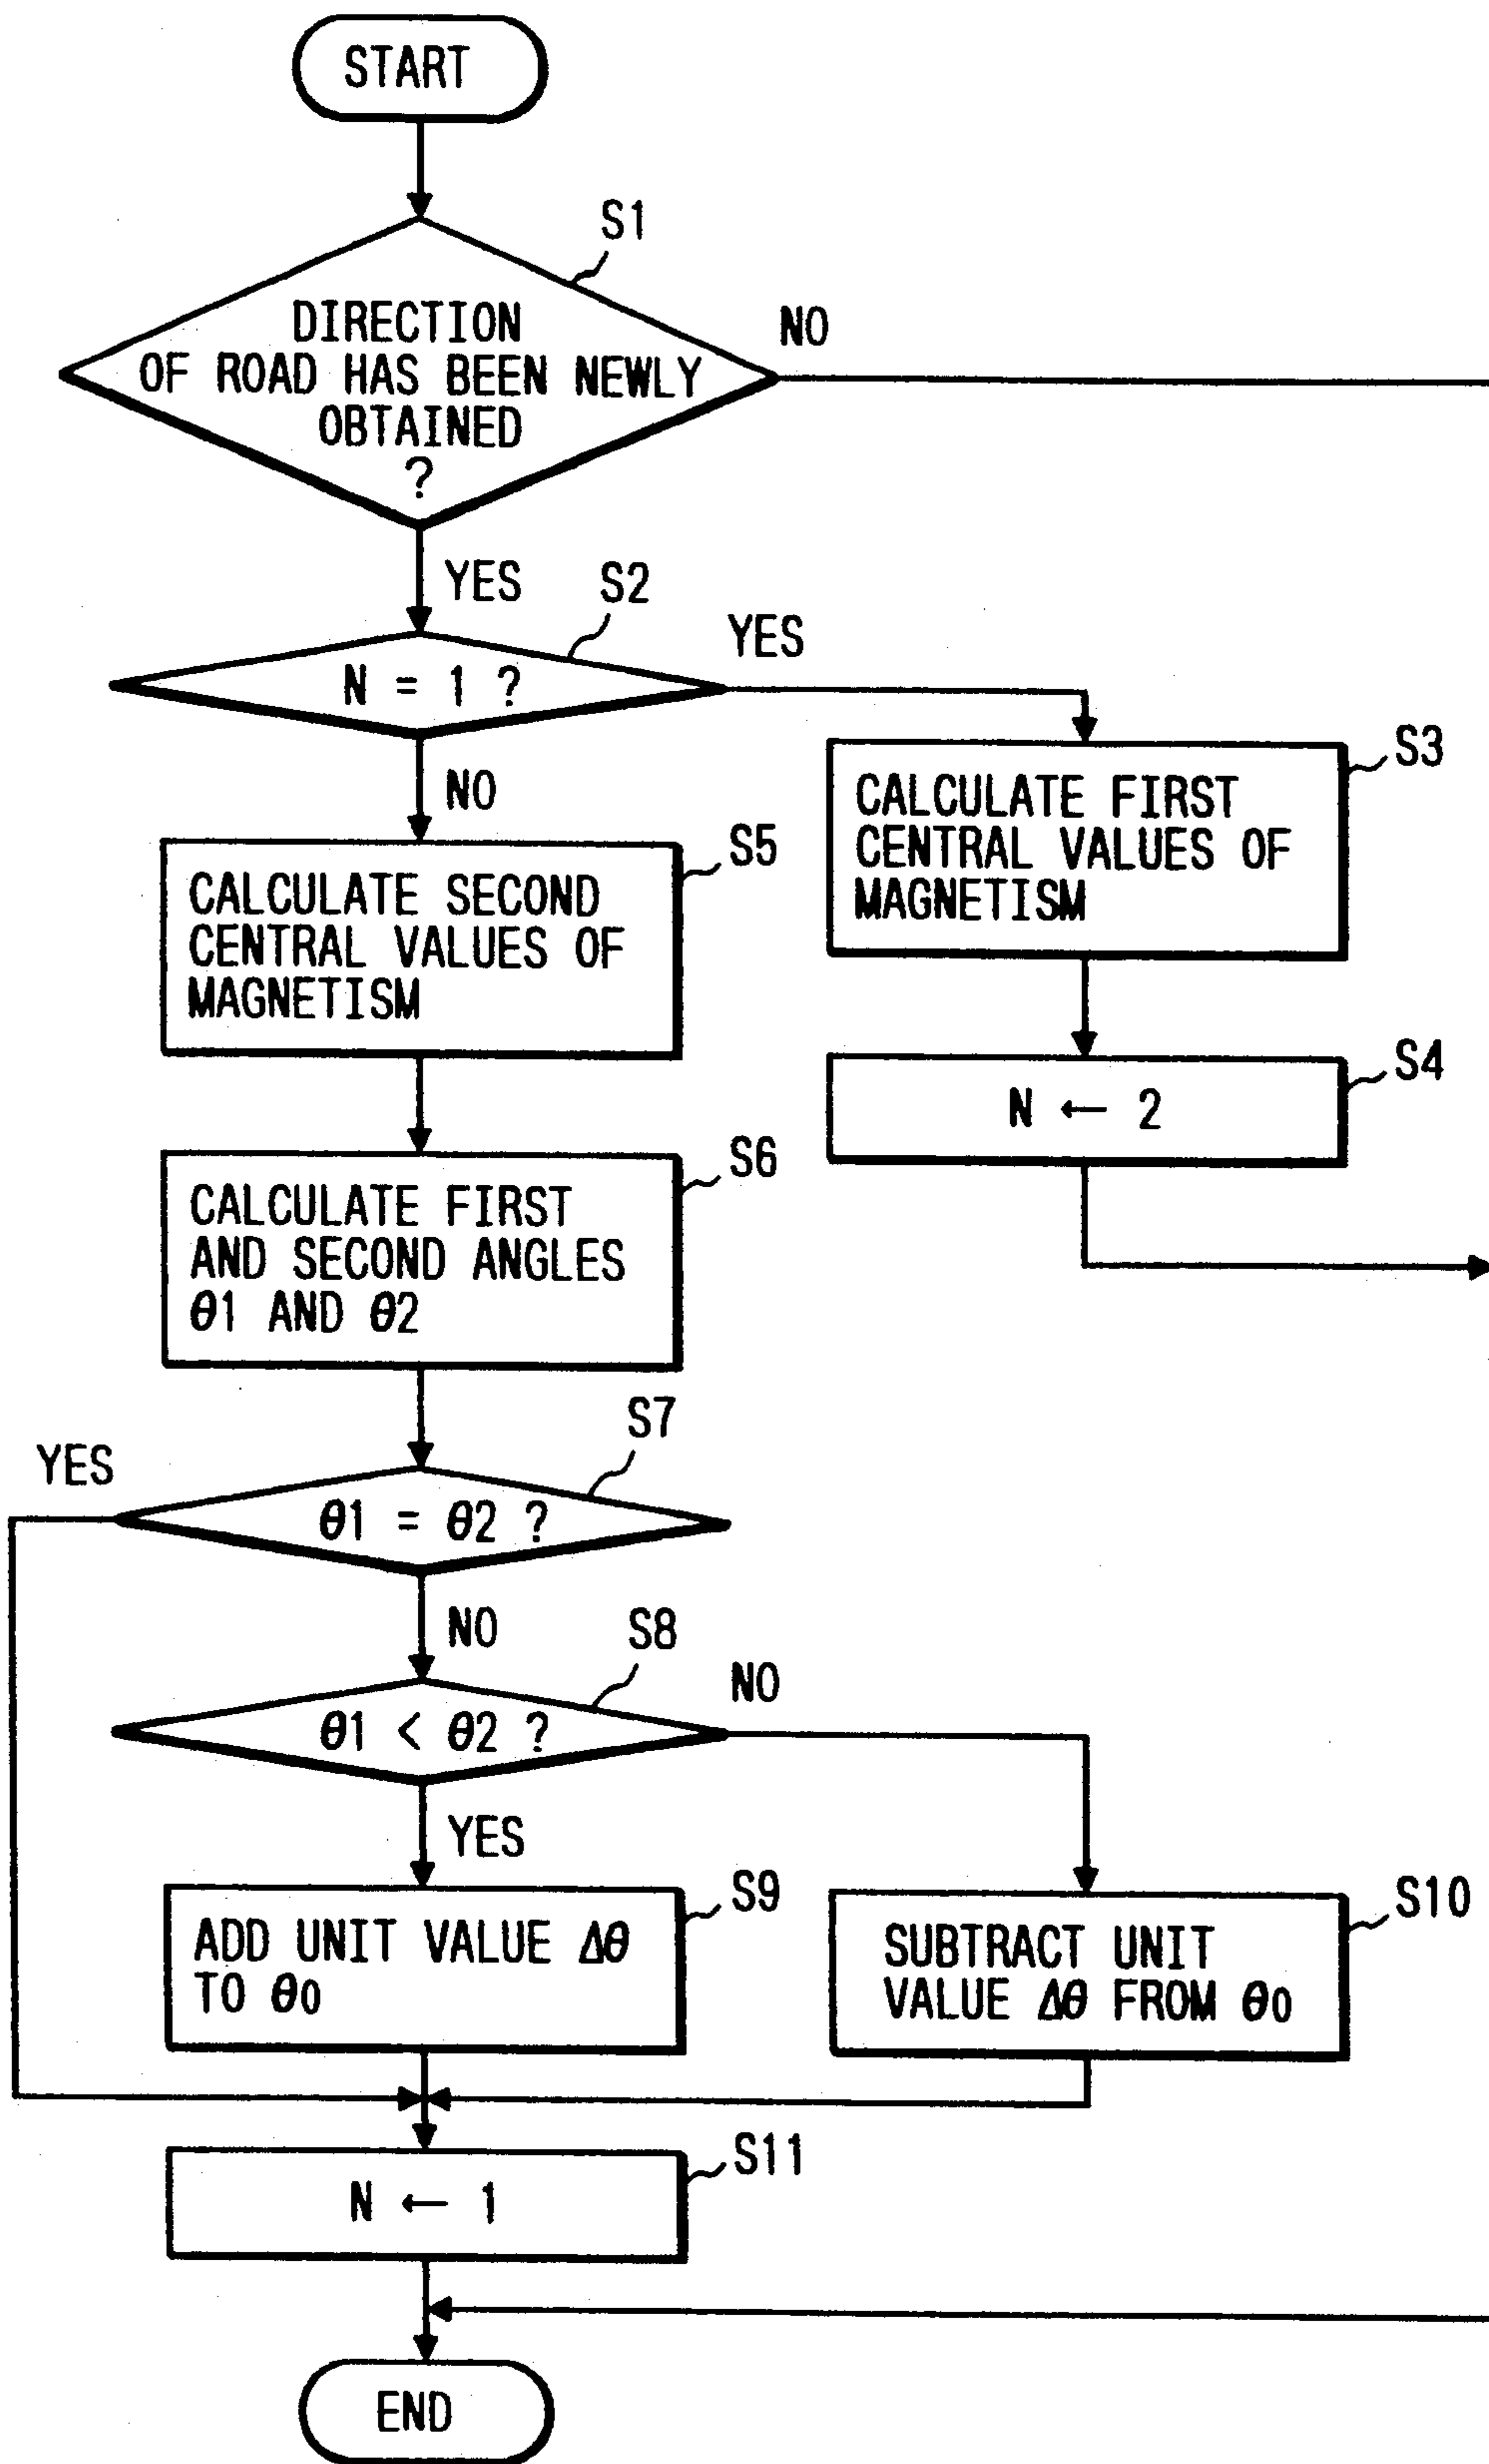 START
S1
DIRECTION
OF ROAD HAS BEEN NEWLY
OBTAINED
?
NO
YES
S2
N = 1 ?
YES
NO
S3
CALCULATE FIRST
CENTRAL VALUES OF
MAGNETISM
S4
N ← 2
S5
CALCULATE SECOND
CENTRAL VALUES OF
MAGNETISM
S6
CALCULATE FIRST
AND SECOND ANGLES
θ1 AND θ2
S7
YES
θ1 = θ2 ?
NO
S8
θ1 < θ2 ?
NO
YES
S9
ADD UNIT VALUE Δθ
TO θ0
S10
SUBTRACT UNIT
VALUE Δθ FROM θ0
S11
N ← 1
END